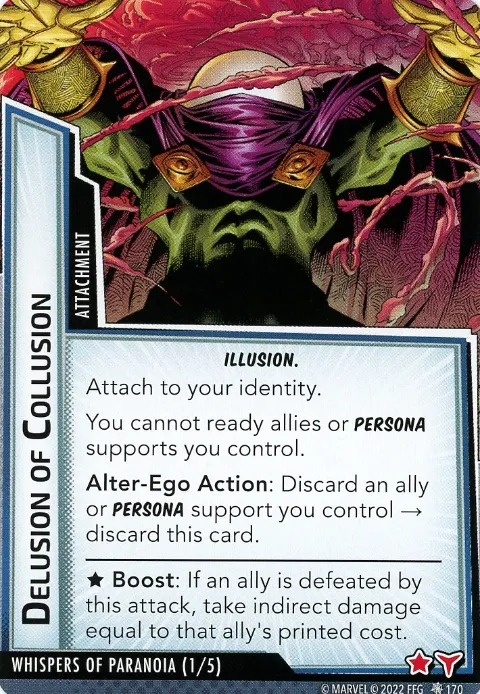 DELUSION OF COLLUSION
ATTACHMENT
ILLUSION.
Attach to your identity.
You cannot ready allies or PERSONA
supports you control.
Alter-Ego Action: Discard an ally
or PERSONA support you control →
discard this card.
★ Boost: If an ally is defeated by
this attack, take indirect damage
equal to that ally's printed cost.
WHISPERS OF PARANOIA (1/5)
© MARVEL © 2022 FFG 170